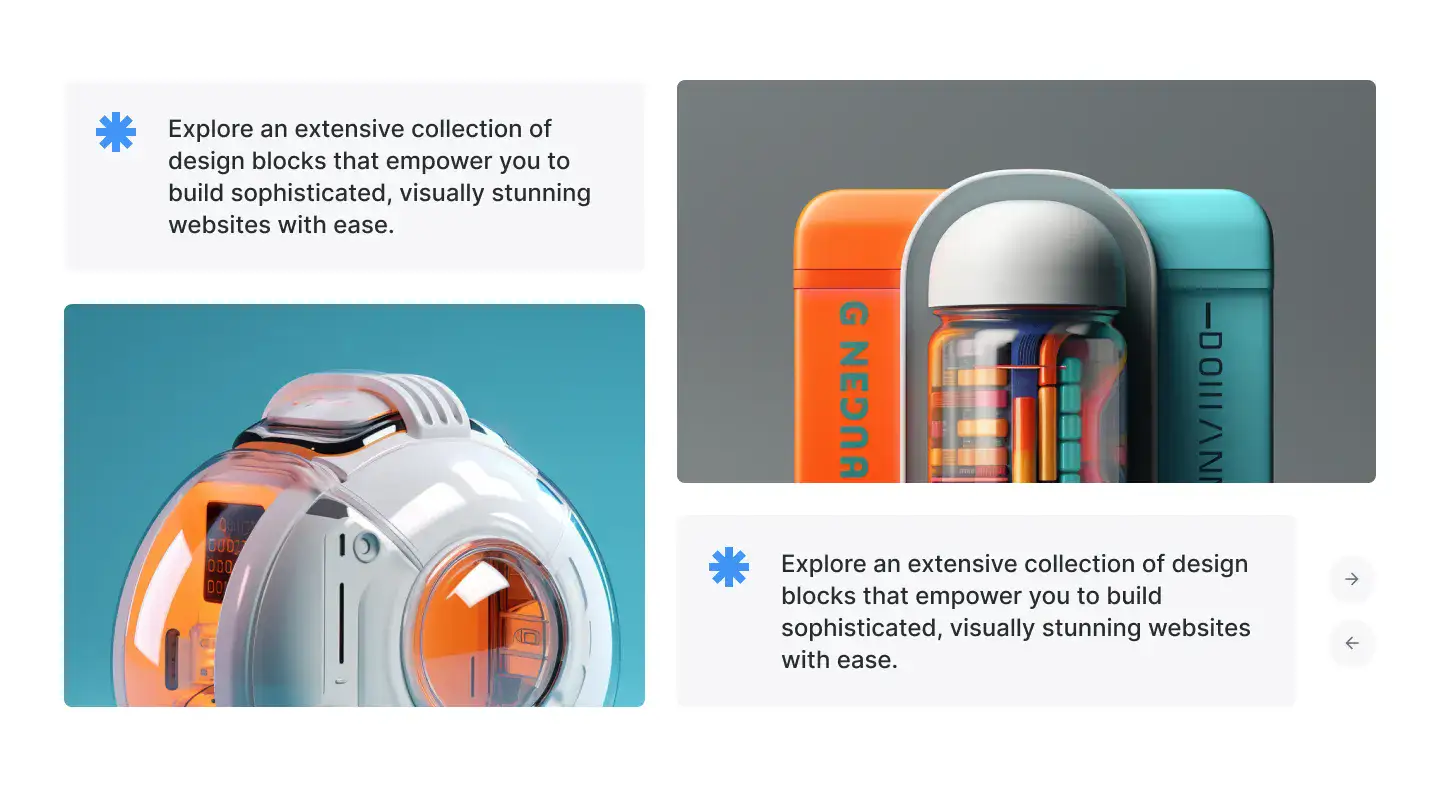 Explore an extensive collection of
design blocks that empower you to
build sophisticated, visually stunning
websites with ease.
Explore an extensive collection of design
blocks that empower you to build
sophisticated, visually stunning websites
with ease.